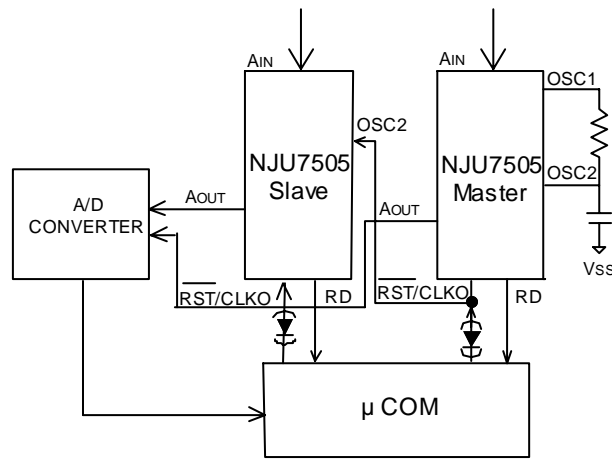 AIN
AIN
OSC1
OSC2
NJU7505
Slave
NJU7505
Master
OSC2
A/D
CONVERTER
AOUT
AOUT
VSS
RST/CLKO
RD
RST/CLKO
RD
µ COM